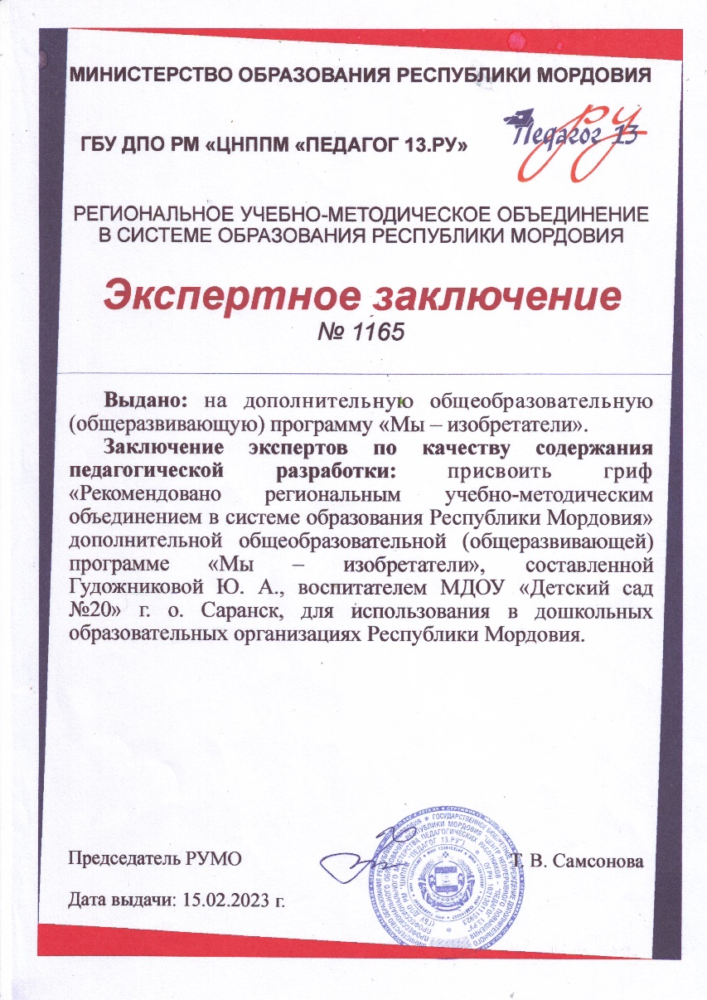 МИНИСТЕРСТВО ОБРАЗОВАНИЯ РЕСПУБЛИКИ МОРДОВИЯ
ГБУ ДПО РМ «ЦНППМ «ПЕДАГОГ 13.РУ»
Педагог 13 РУ
РЕГИОНАЛЬНОЕ УЧЕБНО-МЕТОДИЧЕСКОЕ ОБЪЕДИНЕНИЕ
В СИСТЕМЕ ОБРАЗОВАНИЯ РЕСПУБЛИКИ МОРДОВИЯ
Экспертное заключение
№ 1165
Выдано: на дополнительную общеобразовательную
(общеразвивающую) программу «Мы – изобретатели».
Заключение экспертов по качеству содержания
педагогической разработки: присвоить гриф
«Рекомендовано региональным учебно-методическим
объединением в системе образования Республики Мордовия»
дополнительной общеобразовательной (общеразвивающей)
программе «Мы – изобретатели», составленной
Гудожниковой Ю. А., воспитателем МДОУ «Детский сад
№20» г. о. Саранск, для использования в дошкольных
образовательных организациях Республики Мордовия.
Председатель РУМО
Т. В. Самсонова
Дата выдачи: 15.02.2023 г.